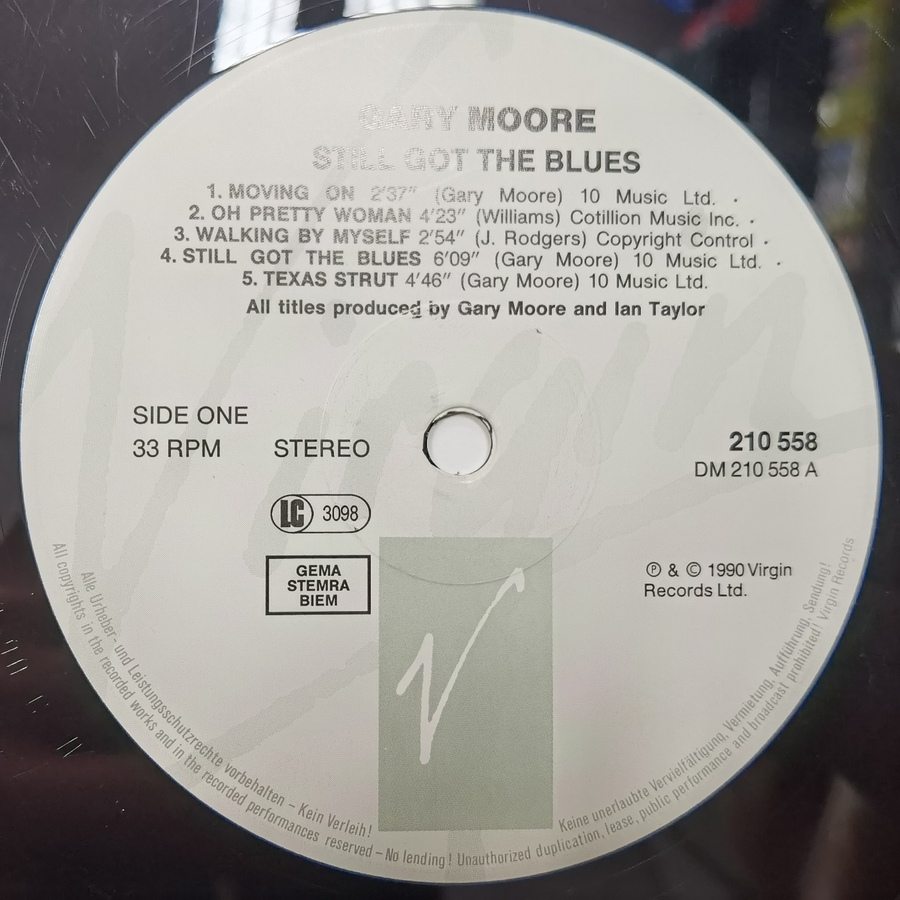 GARY MOORE
STILL GOT THE BLUES
1. MOVING ON 2'37" (Gary Moore) 10 Music Ltd. ·
2. OH PRETTY WOMAN 4'23" (Williams) Cotillion Music Inc. ·
3. WALKING BY MYSELF 2'54" (J. Rodgers) Copyright Control ·
4. STILL GOT THE BLUES 6'09" (Gary Moore) 10 Music Ltd. ·
5. TEXAS STRUT 4'46" (Gary Moore) 10 Music Ltd.
All titles produced by Gary Moore and Ian Taylor
SIDE ONE
33 RPM STEREO
210 558
DM 210 558 A
LC 3098
GEMA
STEMRA
BIEM
℗ & © 1990 Virgin
Records Ltd.
Virgin
V
Alle Urheber- und Leistungsschutzrechte vorbehalten – Kein Verleih! Keine unerlaubte Vervielfältigung, Vermietung, Aufführung, Sendung!
All copyrights in the recorded works and in the recorded performances reserved – No lending! Unauthorized duplication, lease, public performance and broadcast prohibited! Virgin Records